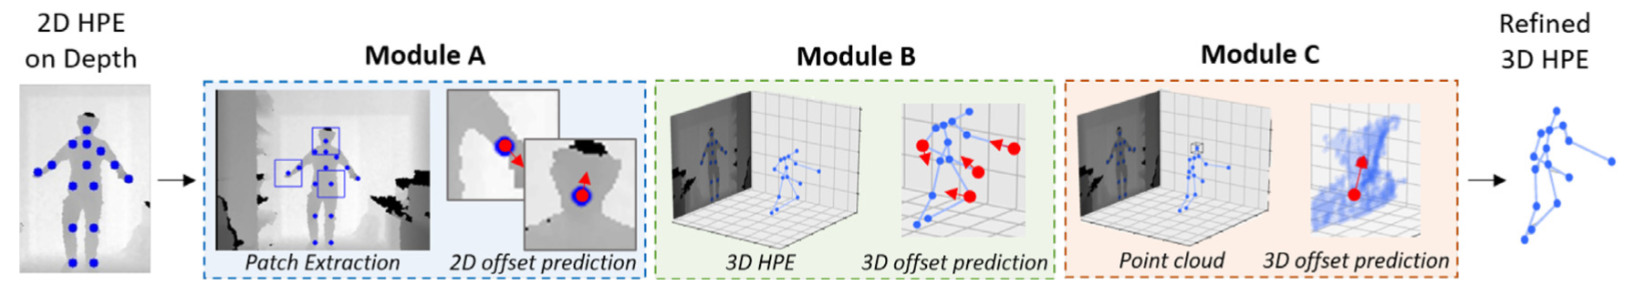 2D HPE
on Depth
Module A
Patch Extraction
2D offset prediction
Module B
3D HPE
3D offset prediction
Module C
Point cloud
3D offset prediction
Refined
3D HPE